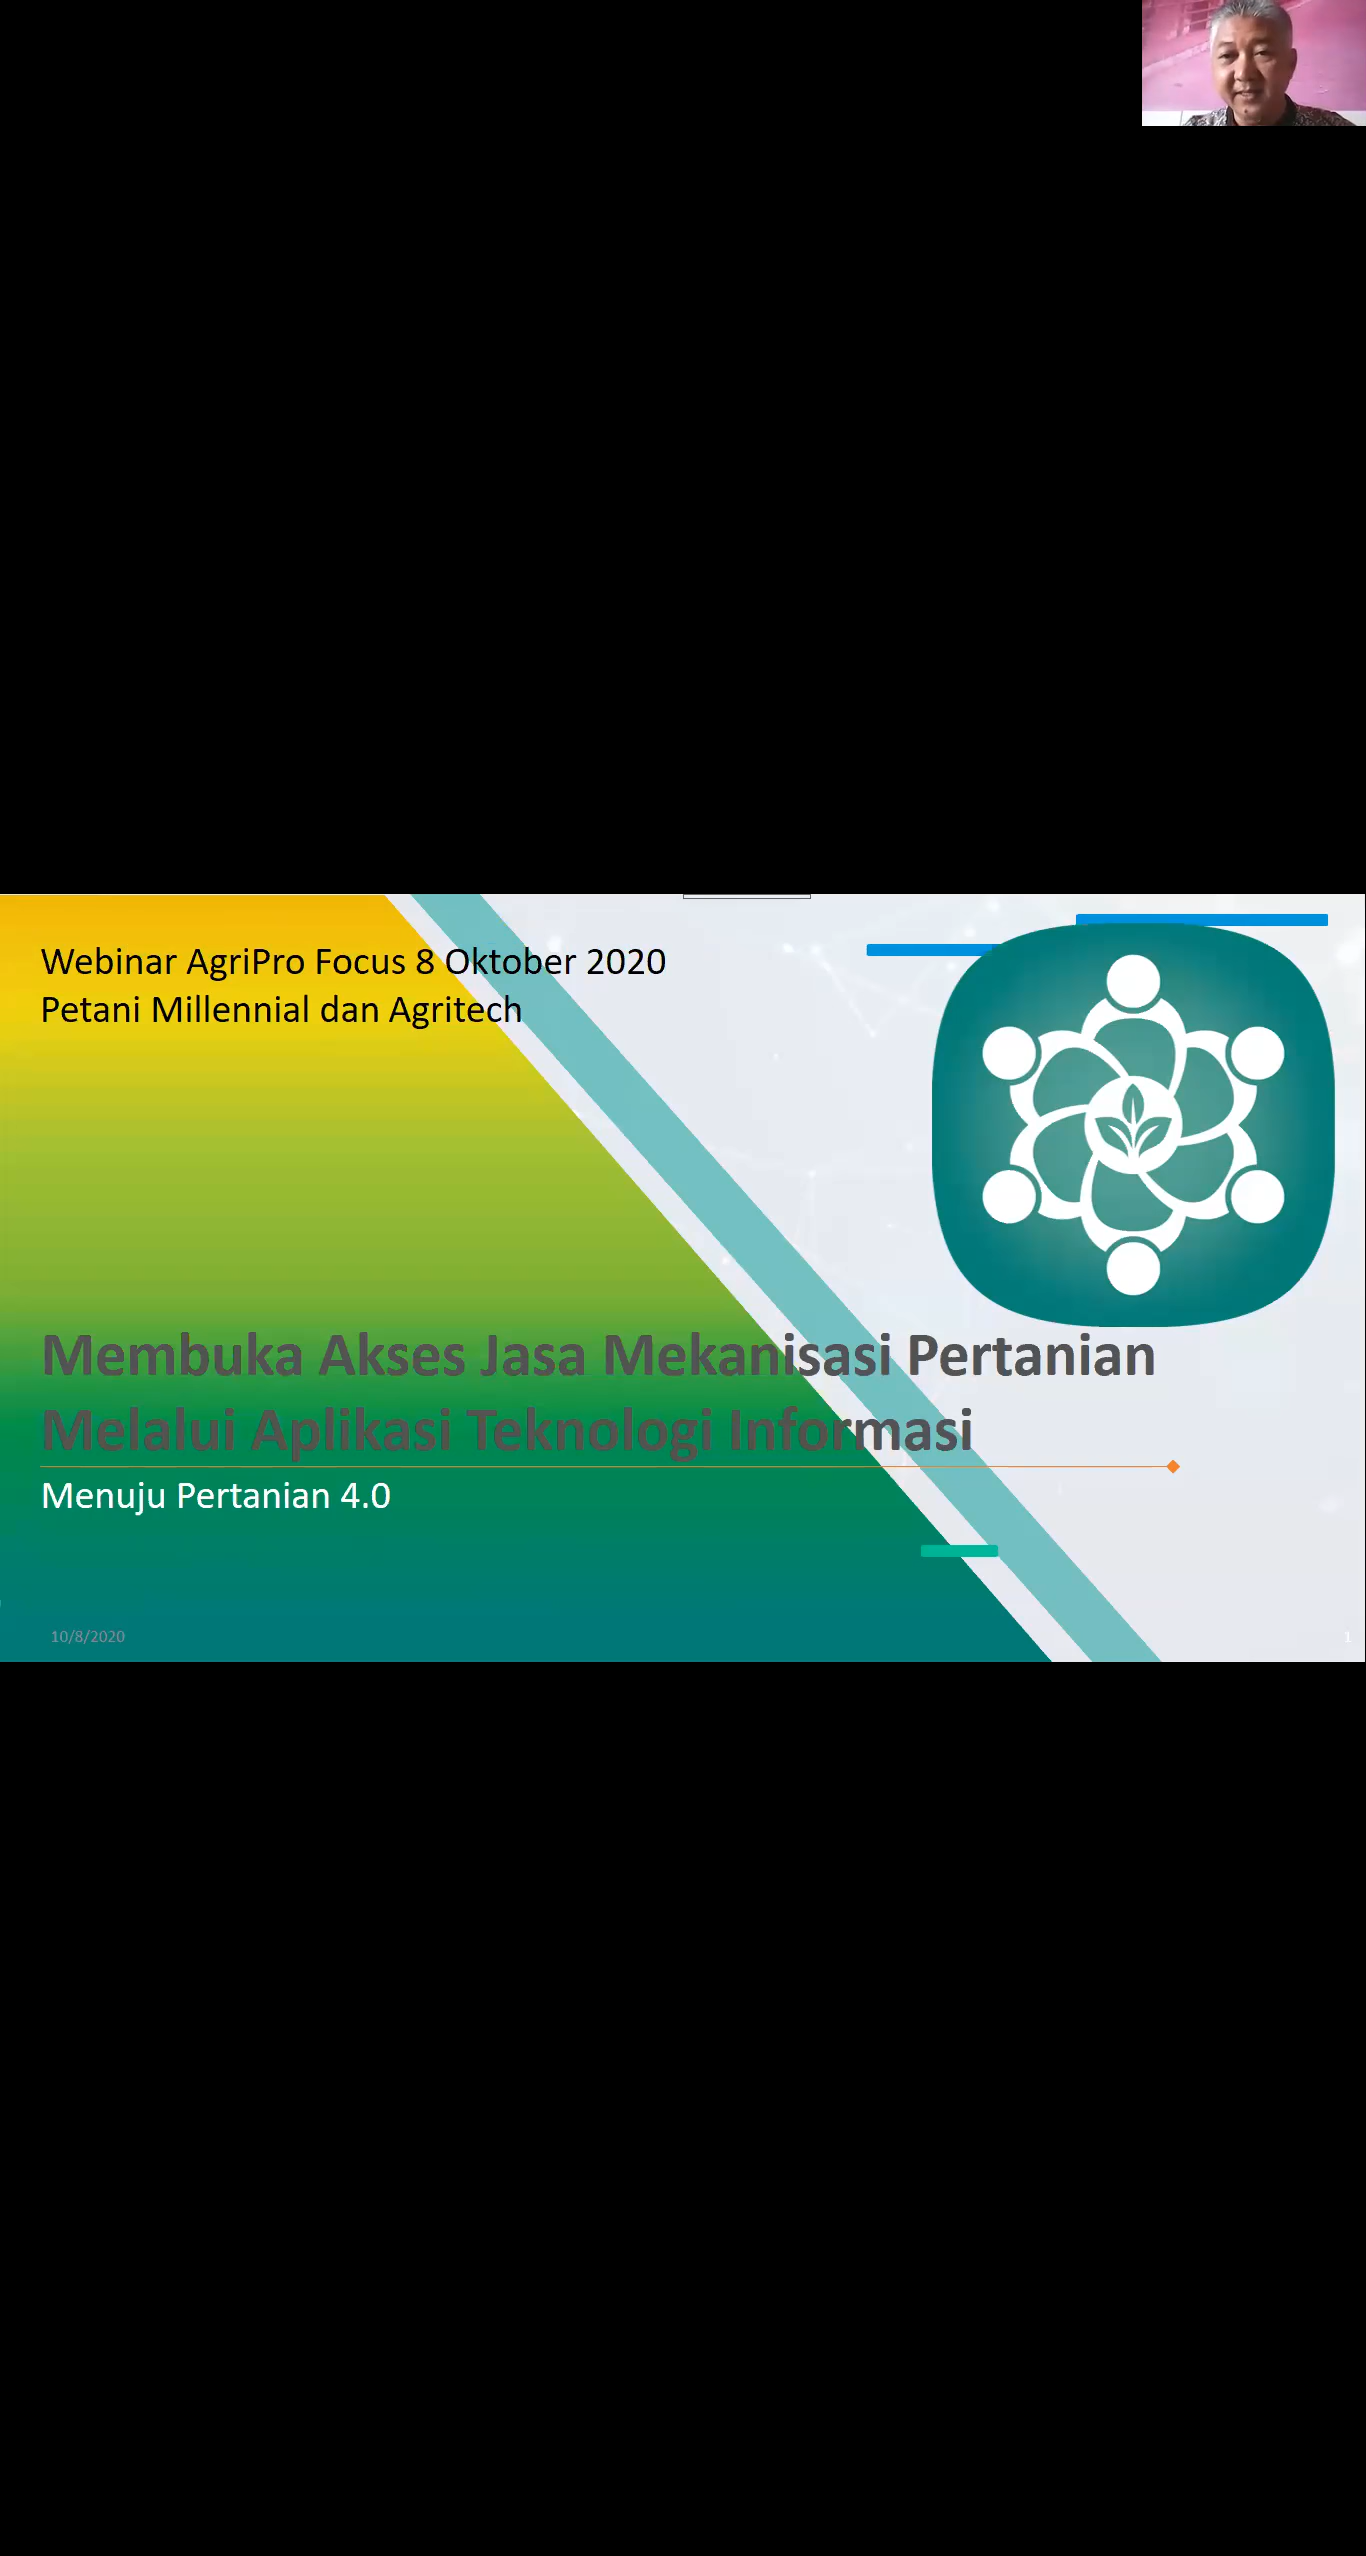 Webinar AgriPro Focus 8 Oktober 2020
Petani Millennial dan Agritech
Membuka Akses Jasa Mekanisasi Pertanian
Melalui Aplikasi Teknologi Informasi
Menuju Pertanian 4.0
10/8/2020
1